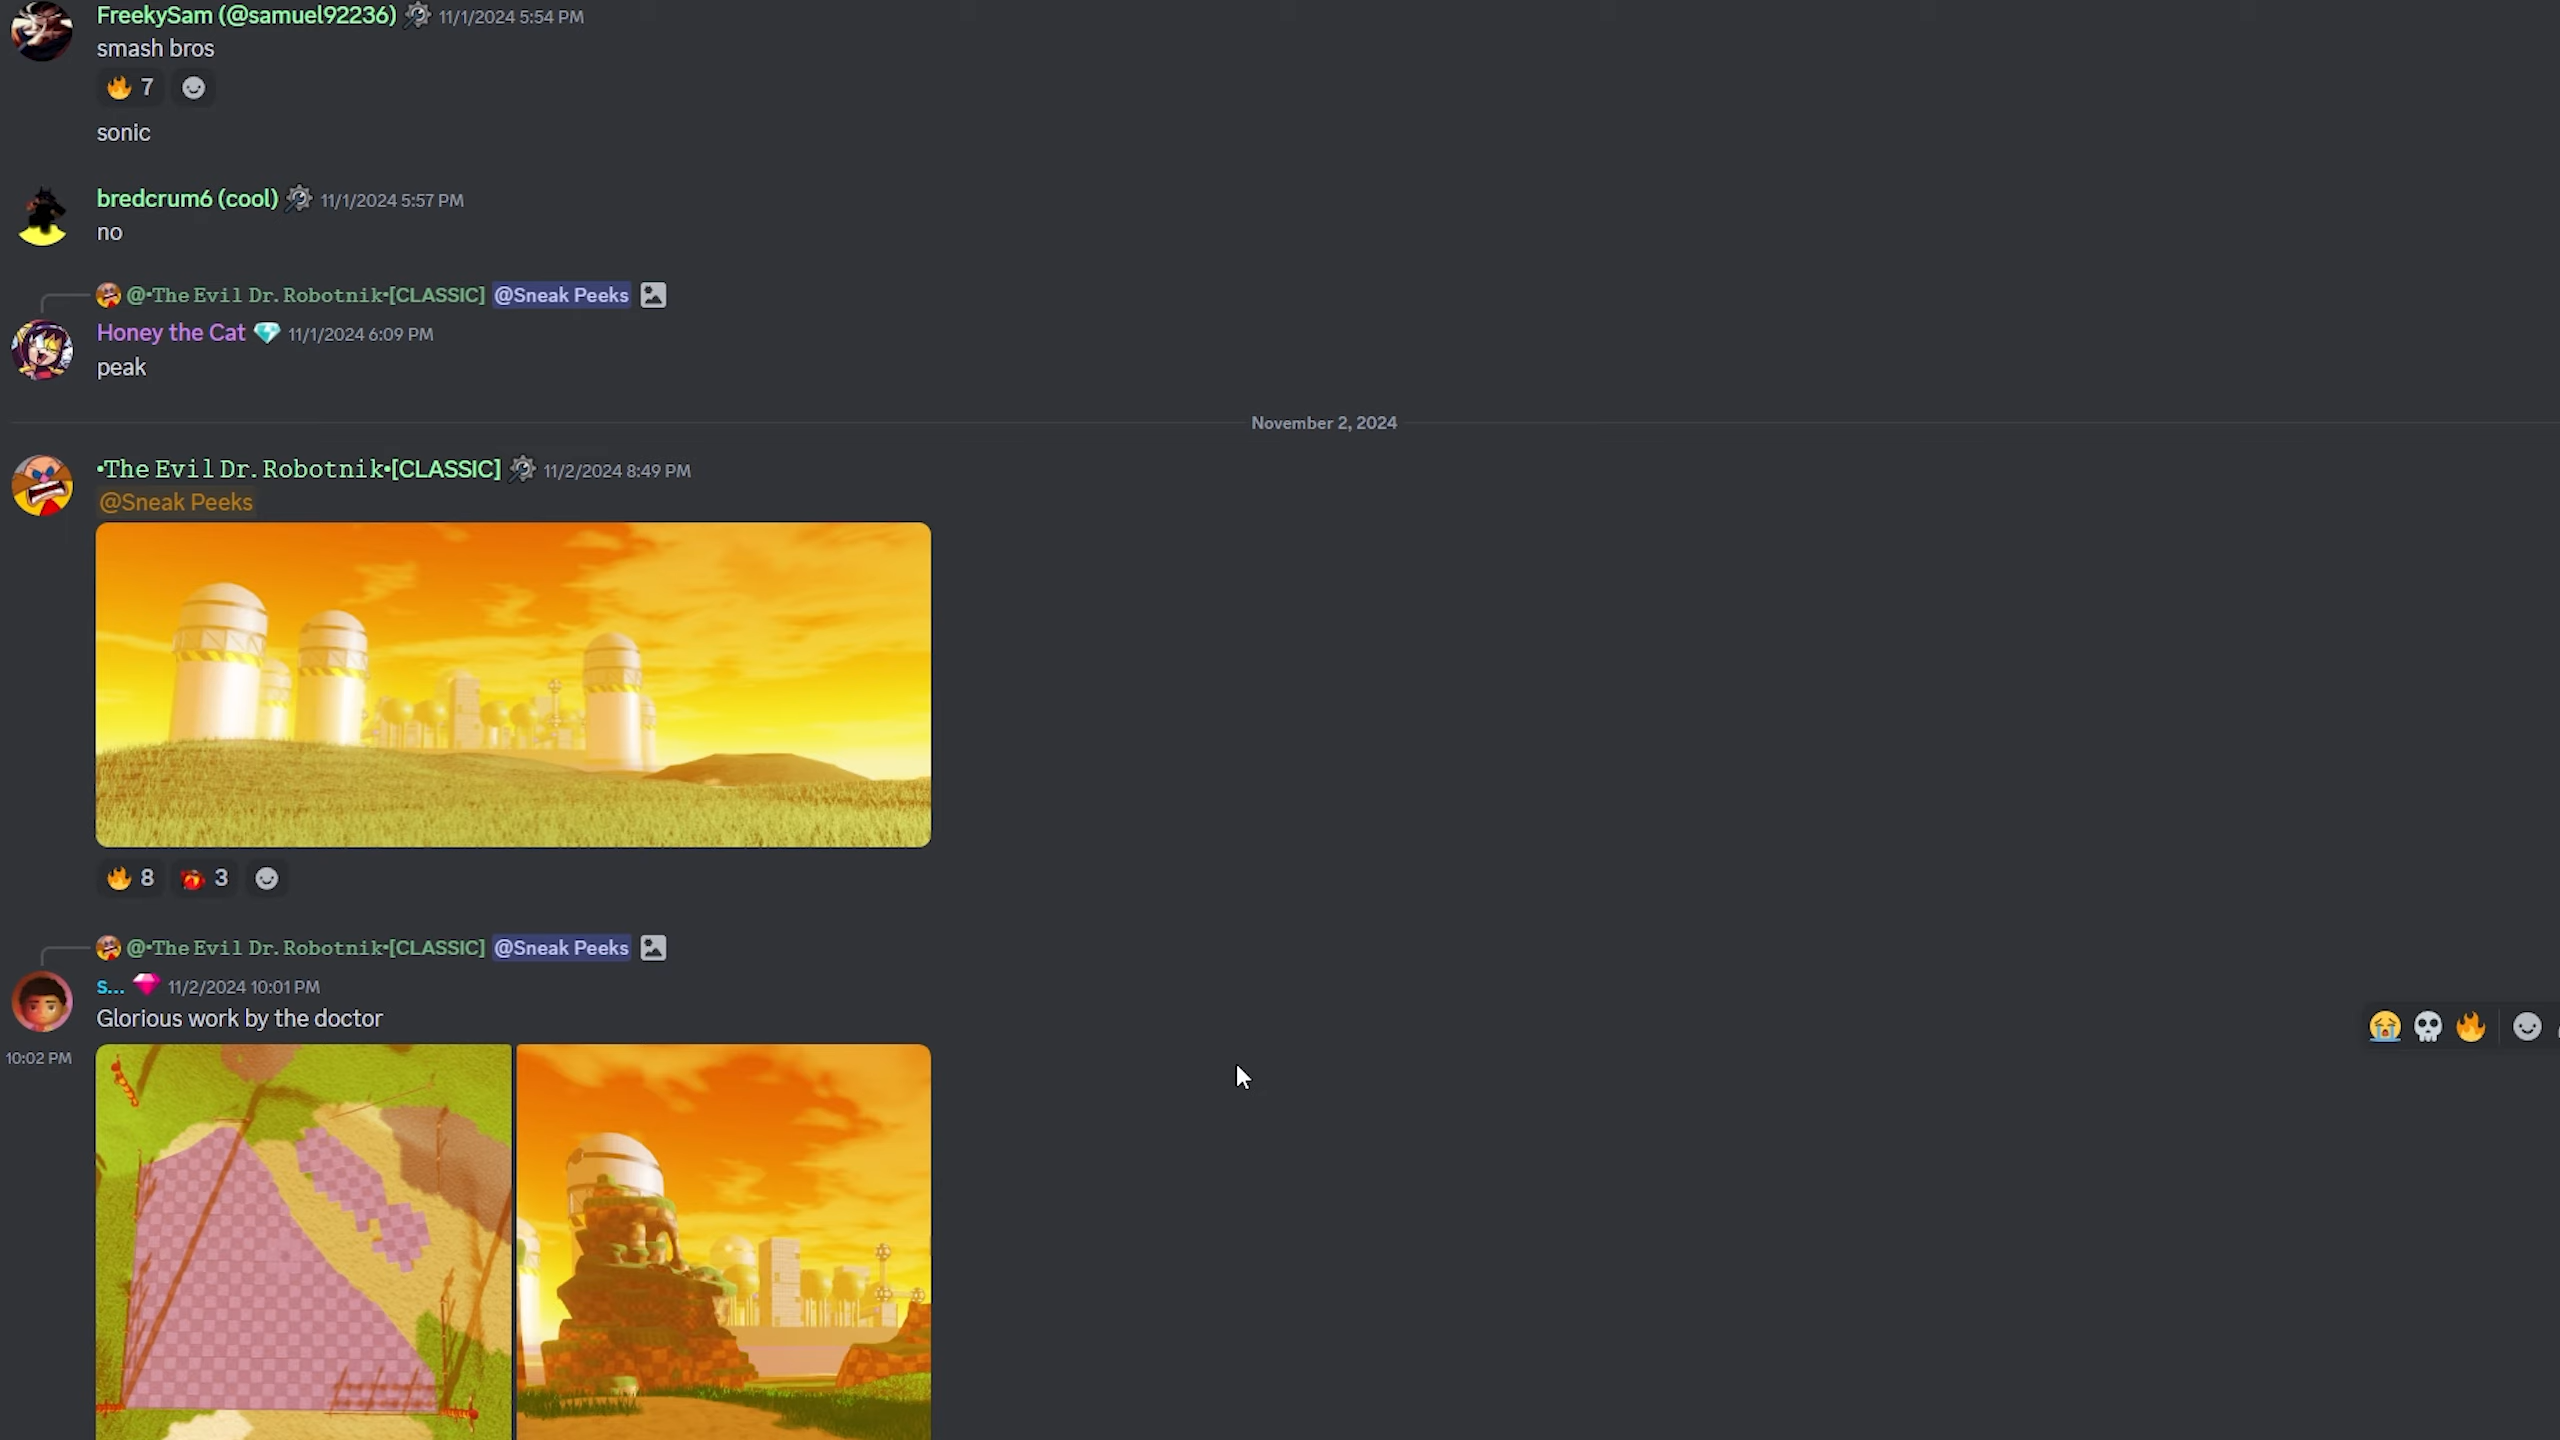 FreekySam (@samuel92236) 11/1/2024 5:54 PM
smash bros
7
sonic
bredcrum6 (cool) 11/1/2024 5:57 PM
no
@•The Evil Dr. Robotnik•[CLASSIC] @Sneak Peeks
Honey the Cat 11/1/2024 6:09 PM
peak
November 2, 2024
•The Evil Dr. Robotnik•[CLASSIC] 11/2/2024 8:49 PM
@Sneak Peeks
8 3
@•The Evil Dr. Robotnik•[CLASSIC] @Sneak Peeks
s... 11/2/2024 10:01 PM
Glorious work by the doctor
10:02 PM